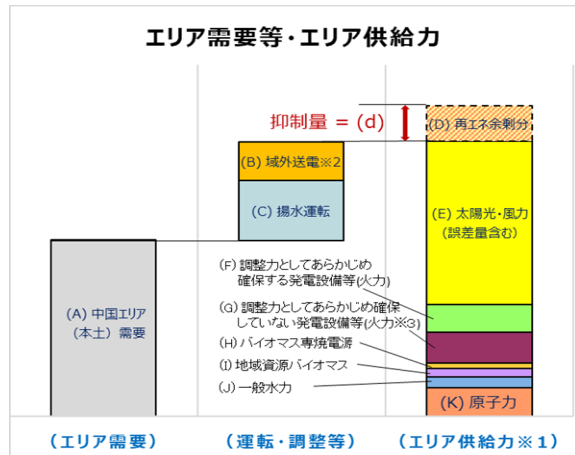 エリア需要等・エリア供給力
抑制量 = (d)
(D) 再エネ余剰分
(B) 域外送電※2
(C) 揚水運転
(E) 太陽光・風力
(誤差量含む)
(F) 調整力としてあらかじめ
確保する発電設備等(火力)
(G) 調整力としてあらかじめ確保
していない発電設備等(火力※3)
(H) バイオマス専焼電源
(I) 地域資源バイオマス
(J) 一般水力
(K) 原子力
(A) 中国エリア
(本土) 需要
(エリア需要)
(運転・調整等)
(エリア供給力※1)